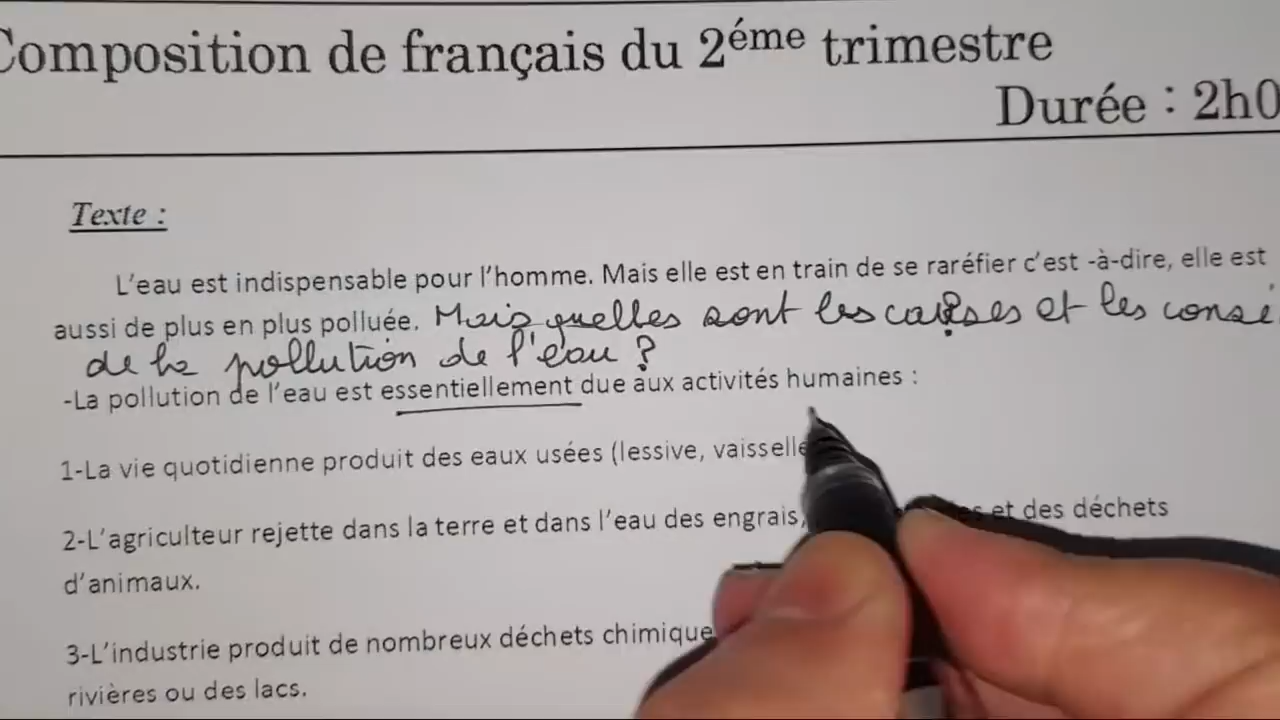 Composition de français du 2éme trimestre
Durée : 2h0
Texte :
L'eau est indispensable pour l'homme. Mais elle est en train de se raréfier c'est -à-dire, elle est
aussi de plus en plus polluée. Mais quelles sont les causes et les
de la pollution de l'eau ?
-La pollution de l'eau est essentiellement due aux activités humaines :
1-La vie quotidienne produit des eaux usées (lessive,
2-L'agriculteur rejette dans la terre et dans l'eau des engrais, et des déchets
d'animaux.
3-L'industrie produit de nombreux déchets
rivières ou des lacs.